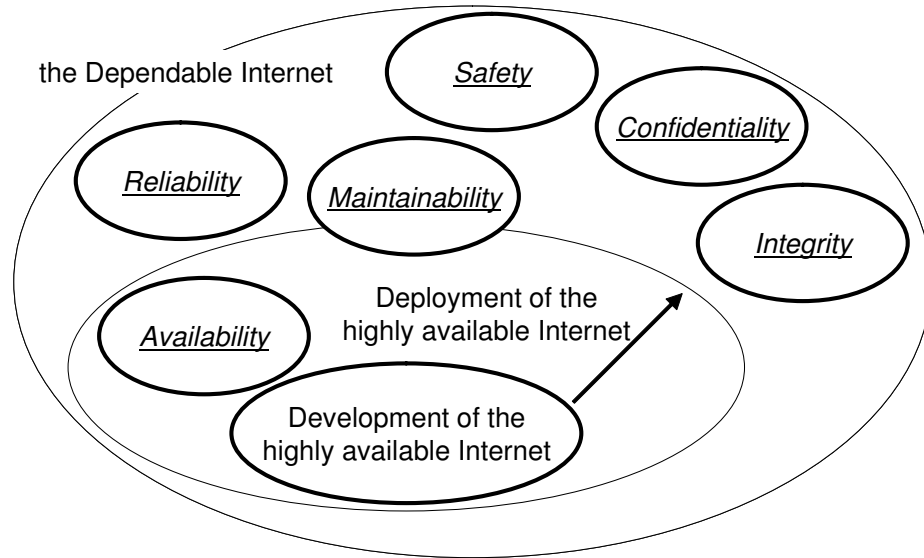 the Dependable Internet
Safety
Confidentiality
Reliability
Maintainability
Integrity
Deployment of the
highly available Internet
Availability
Development of the
highly available Internet